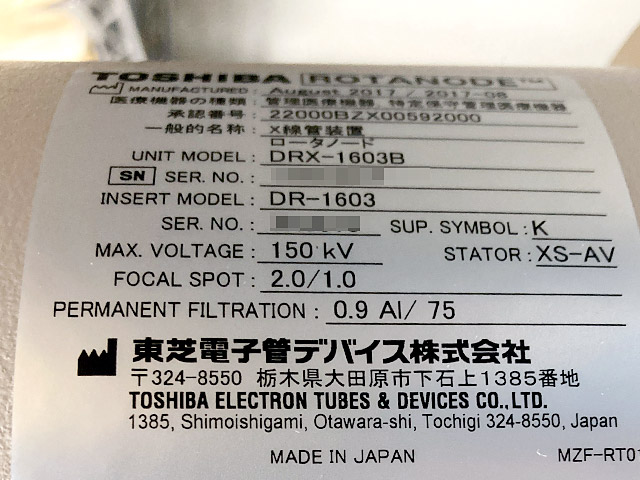 TOSHIBA ROTANODE™
MANUFACTURED : August 2017 / 2017-08
医療機器の種類 : 管理医療機器, 特定保守管理医療機器
承認番号 : 22000BZX00592000
一般的名称 : X線管装置
ロータノード
UNIT MODEL : DRX-1603B
SN SER. NO. :
INSERT MODEL : DR-1603
SER. NO. : SUP. SYMBOL : K
MAX. VOLTAGE : 150 kV STATOR : XS-AV
FOCAL SPOT : 2.0/1.0
PERMANENT FILTRATION : 0.9 Al/ 75
東芝電子管デバイス株式会社
〒324-8550 栃木県大田原市下石上1385番地
TOSHIBA ELECTRON TUBES & DEVICES CO., LTD.
1385, Shimoishigami, Otawara-shi, Tochigi 324-8550, Japan
MADE IN JAPAN MZF-RT01